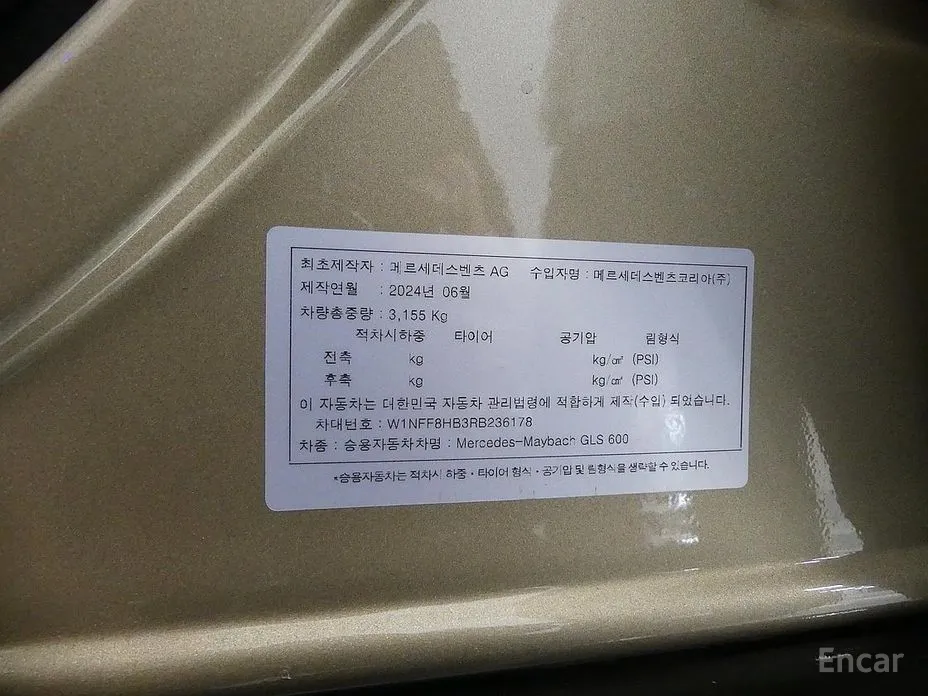 최초제작자 : 메르세데스벤츠 AG 수입자명 : 메르세데스벤츠코리아(주)
제작연월 : 2024년 06월
차량총중량 : 3,155 Kg
적차시하중 타이어 공기압 림형식
전축 kg kg/㎠ (PSI)
후축 kg kg/㎠ (PSI)
이 자동차는 대한민국 자동차 관리법령에 적합하게 제작(수입) 되었습니다.
차대번호 : W1NFF8HB3RB236178
차종 : 승용자동차차명 : Mercedes-Maybach GLS 600
*승용자동차는 적차시 하중·타이어 형식·공기압 및 림형식을 생략할 수 있습니다.
Encar